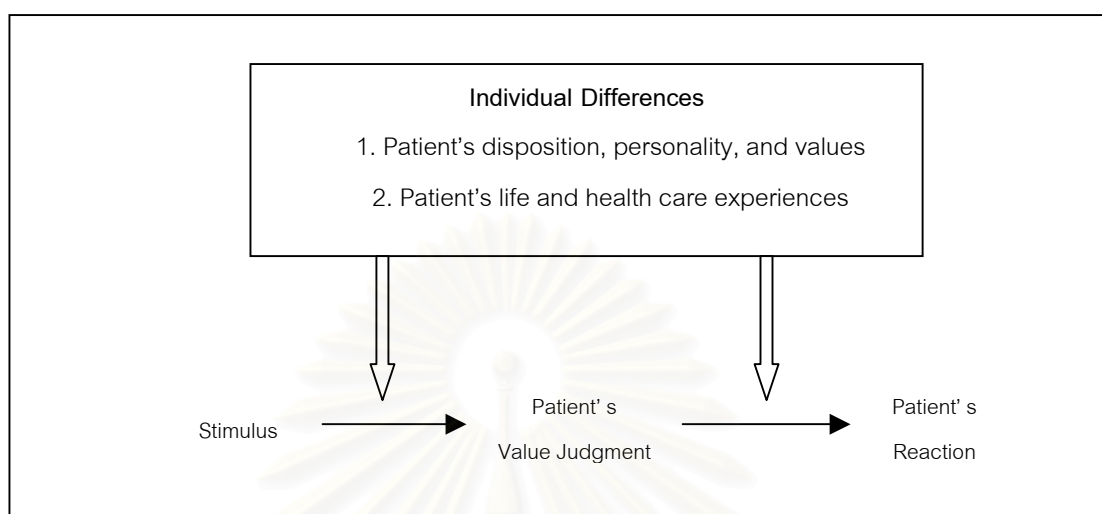 Individual Differences
1. Patient's disposition, personality, and values
2. Patient's life and health care experiences
Stimulus
Patient' s
Value Judgment
Patient' s
Reaction